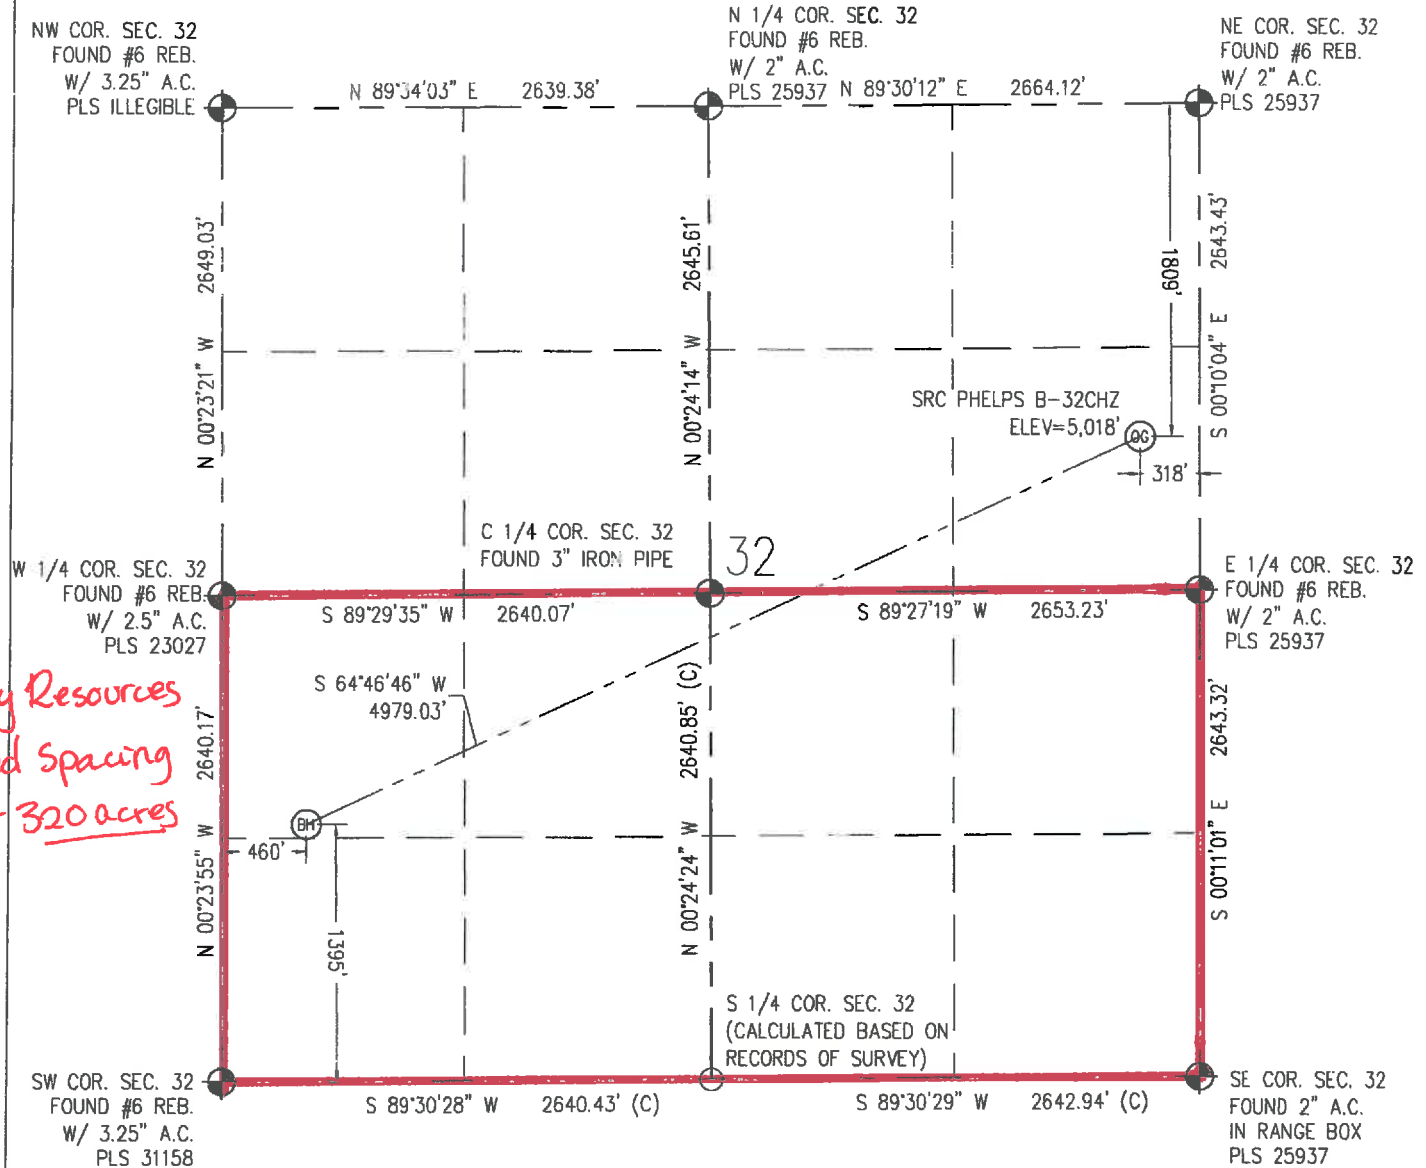 NW COR. SEC. 32
FOUND #6 REB.
W/ 3.25" A.C.
PLS ILLEGIBLE
N 1/4 COR. SEC. 32
FOUND #6 REB.
W/ 2" A.C.
PLS 25937
NE COR. SEC. 32
FOUND #6 REB.
W/ 2" A.C.
PLS 25937
N 89°34'03" E 2639.38'
N 89°30'12" E 2664.12'
N 00°23'21" W 2649.03'
N 00°24'14" W 2645.61'
S 00°10'04" E 2643.43'
1809'
SRC PHELPS B-32CHZ
ELEV=5,018'
OG
318'
C 1/4 COR. SEC. 32
FOUND 3" IRON PIPE
32
W 1/4 COR. SEC. 32
FOUND #6 REB.
W/ 2.5" A.C.
PLS 23027
E 1/4 COR. SEC. 32
FOUND #6 REB.
W/ 2" A.C.
PLS 25937
S 89°29'35" W 2640.07'
S 89°27'19" W 2653.23'
S 64°46'46" W
4979.03'
Resources
Spacing
320 acres
N 00°23'55" W 2640.17'
N 00°24'24" W 2640.85' (C)
S 00°11'01" E 2643.32'
BH
460'
1395'
S 1/4 COR. SEC. 32
(CALCULATED BASED ON
RECORDS OF SURVEY)
SW COR. SEC. 32
FOUND #6 REB.
W/ 3.25" A.C.
PLS 31158
S 89°30'28" W 2640.43' (C)
S 89°30'29" W 2642.94' (C)
SE COR. SEC. 32
FOUND 2" A.C.
IN RANGE BOX
PLS 25937